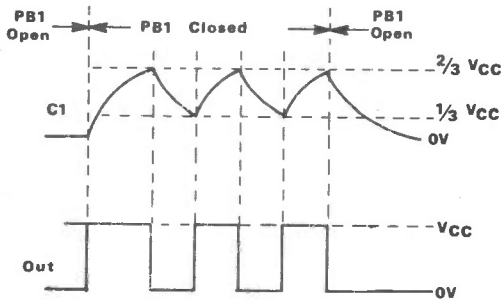 PB1
Open
PB1 Closed
PB1
Open
C1
2/3 VCC
1/3 VCC
0V
Out
VCC
0V